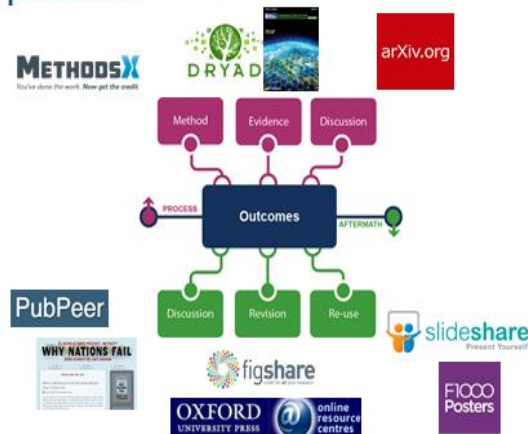 METHODSX
You've done the work. Now get the credit
DRYAD
arXiv.org
Method
Evidence
Discussion
PROCESS
Outcomes
AFTERMATH
Discussion
Revision
Re-use
PubPeer
WHY NATIONS FAIL
figshare
slideshare
Present Yourself
OXFORD
UNIVERSITY PRESS
online
resource
centres
F1000
Posters